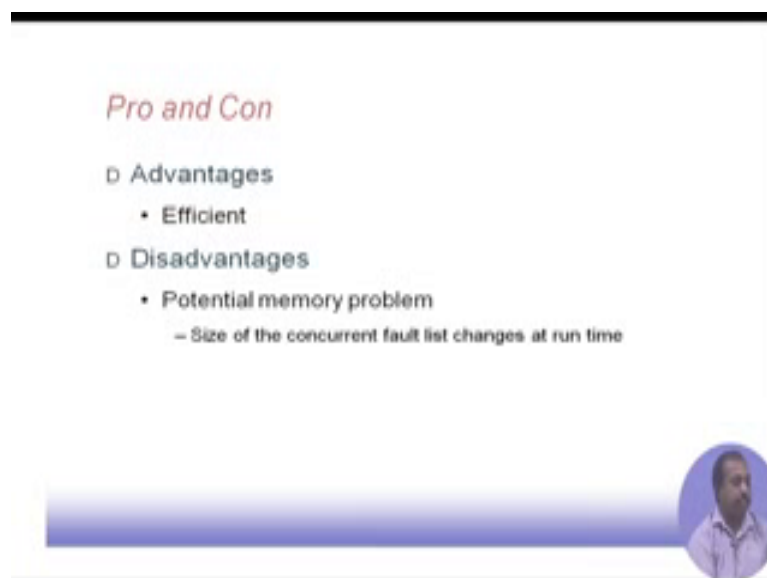 Pro and Con
D Advantages
• Efficient
D Disadvantages
• Potential memory problem
– Size of the concurrent fault list changes at run time